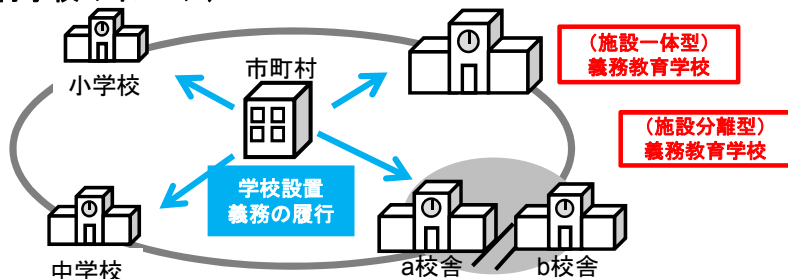 小学校
市町村
（施設一体型）
義務教育学校
（施設分離型）
義務教育学校
学校設置
義務の履行
中学校
a校舎
b校舎